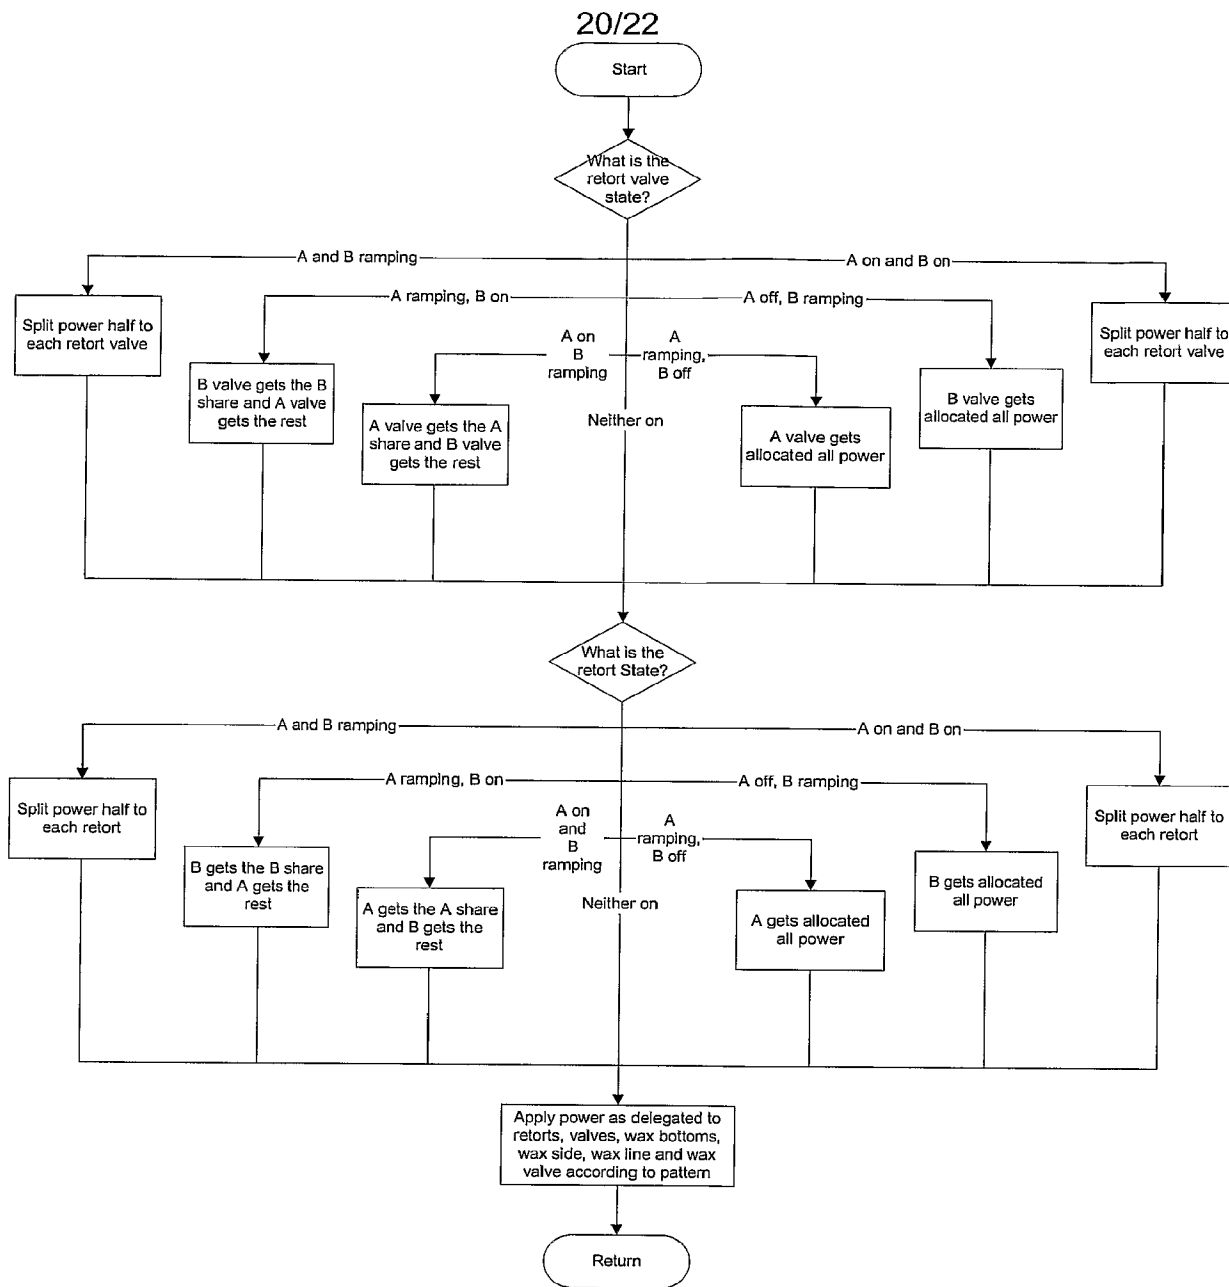 20/22
Start
What is the
retort valve
state?
A and B ramping
A on and B on
A ramping, B on
A off, B ramping
Split power half to
each retort valve
A on
B
ramping
A
ramping,
B off
Split power half to
each retort valve
B valve gets the B
share and A valve
gets the rest
A valve gets the A
share and B valve
gets the rest
Neither on
A valve gets
allocated all power
B valve gets
allocated all power
What is the
retort State?
A and B ramping
A on and B on
A ramping, B on
A off, B ramping
Split power half to
each retort
A on
and
B
ramping
A
ramping,
B off
Split power half to
each retort
B gets the B share
and A gets the
rest
A gets the A share
and B gets the
rest
Neither on
A gets allocated
all power
B gets allocated
all power
Apply power as delegated to
retorts, valves, wax bottoms,
wax side, wax line and wax
valve according to pattern
Return